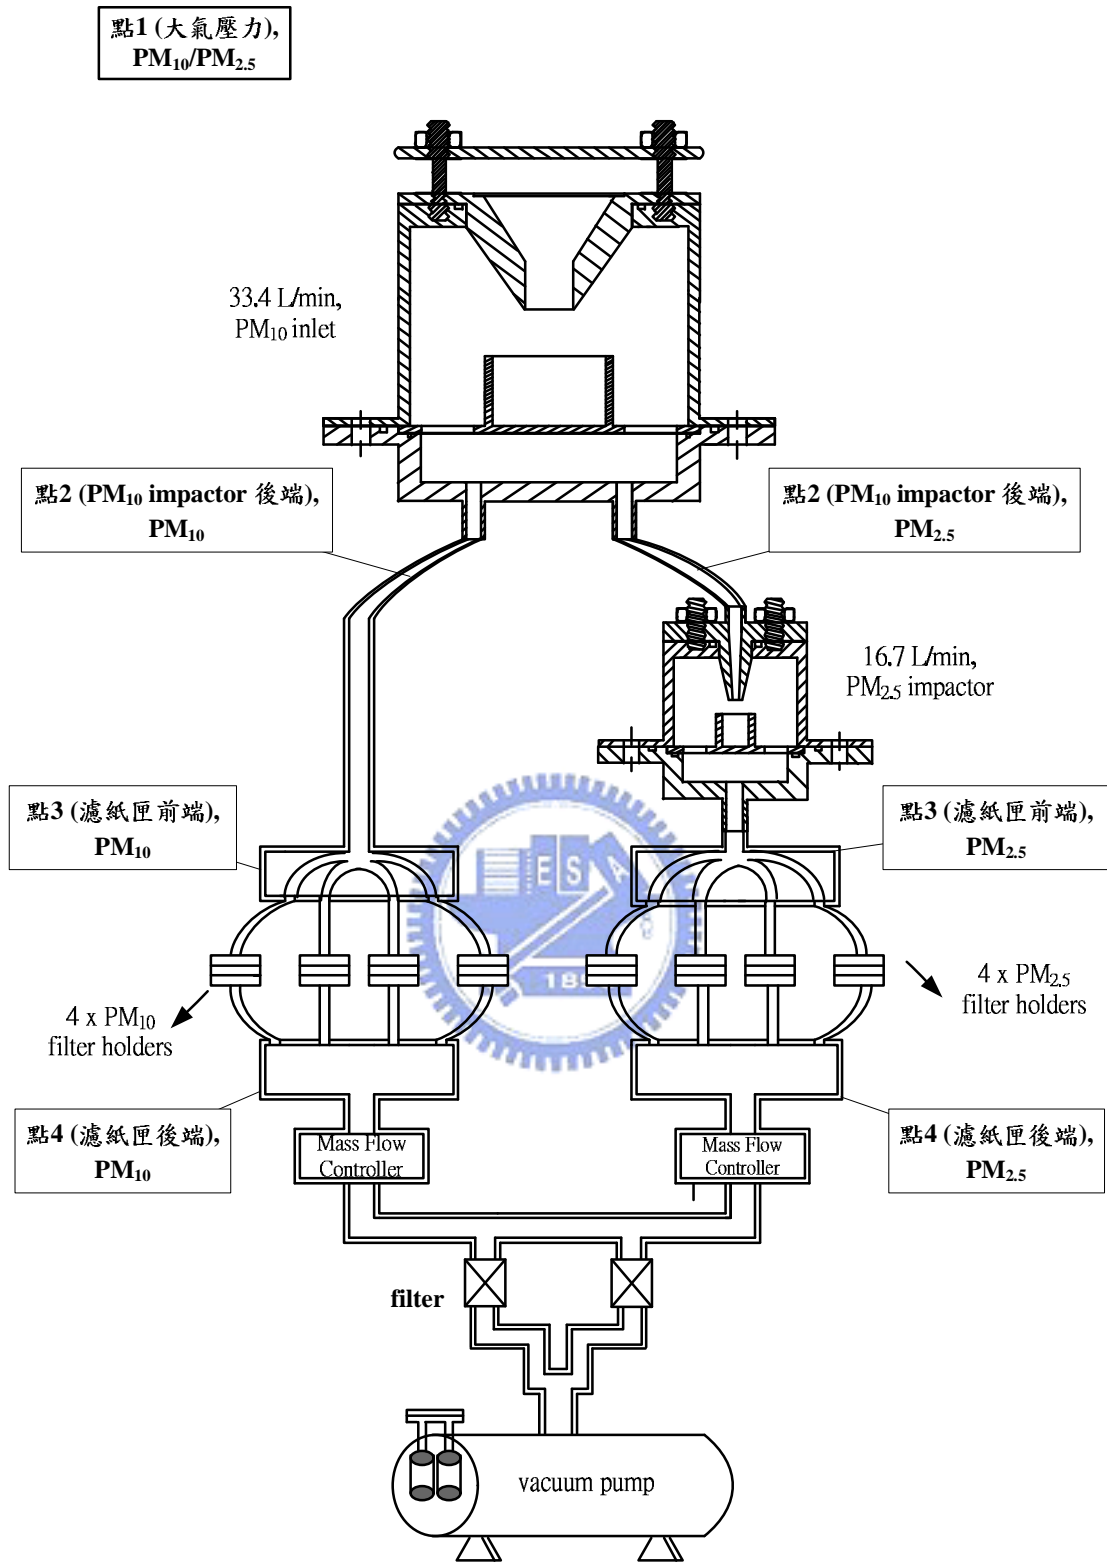 點1 (大氣壓力),
PM10/PM2.5
33.4 L/min,
PM10 inlet
點2 (PM10 impactor 後端),
PM10
點2 (PM10 impactor 後端),
PM2.5
16.7 L/min,
PM2.5 impactor
點3 (濾紙匣前端),
PM10
點3 (濾紙匣前端),
PM2.5
E S A
4 x PM10
filter holders
4 x PM2.5
filter holders
點4 (濾紙匣後端),
PM10
Mass Flow
Controller
Mass Flow
Controller
點4 (濾紙匣後端),
PM2.5
filter
vacuum pump